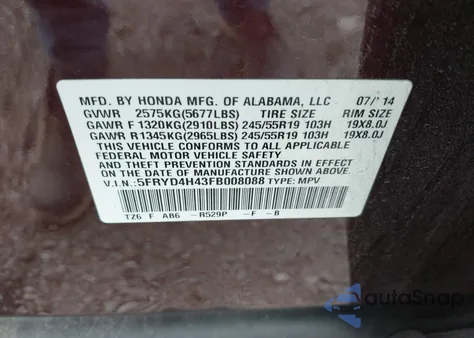 MFD. BY HONDA MFG. OF ALABAMA, LLC 07/'14
GVWR 2575KG(5677LBS) TIRE SIZE RIM SIZE
GAWR F 1320KG(2910LBS) 245/55R19 103H 19X8.0J
GAWR R 1345KG(2965LBS) 245/55R19 103H 19X8.0J
THIS VEHICLE CONFORMS TO ALL APPLICABLE
FEDERAL MOTOR VEHICLE SAFETY
AND THEFT PREVENTION STANDARDS IN EFFECT
ON THE DATE OF MANUFACTURE SHOWN ABOVE.
V.I.N.: 5FRYD4H43FB008088 TYPE: MPV
TZ6 F AB6 -R529P -F -B
autoSnap